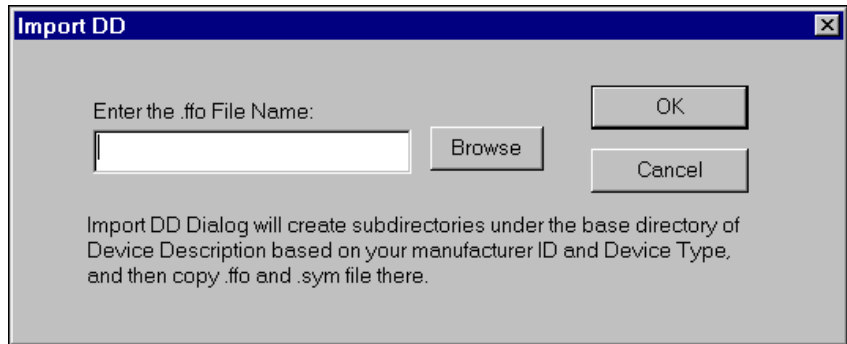 Import DD
Enter the .ffo File Name:
OK
Browse
Cancel
Import DD Dialog will create subdirectories under the base directory of
Device Description based on your manufacturer ID and Device Type,
and then copy .ffo and .sym file there.